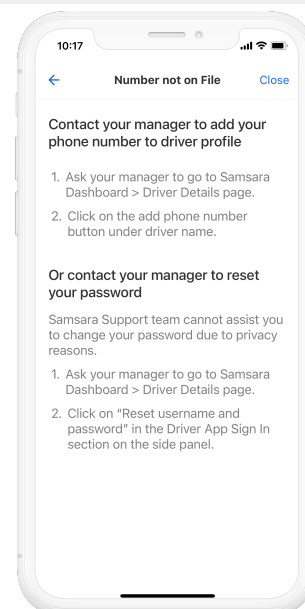 10:17
Number not on File
Close
Contact your manager to add your
phone number to driver profile
1. Ask your manager to go to Samsara
Dashboard > Driver Details page.
2. Click on the add phone number
button under driver name.
Or contact your manager to reset
your password
Samsara Support team cannot assist you
to change your password due to privacy
reasons.
1. Ask your manager to go to Samsara
Dashboard > Driver Details page.
2. Click on “Reset username and
password” in the Driver App Sign In
section on the side panel.